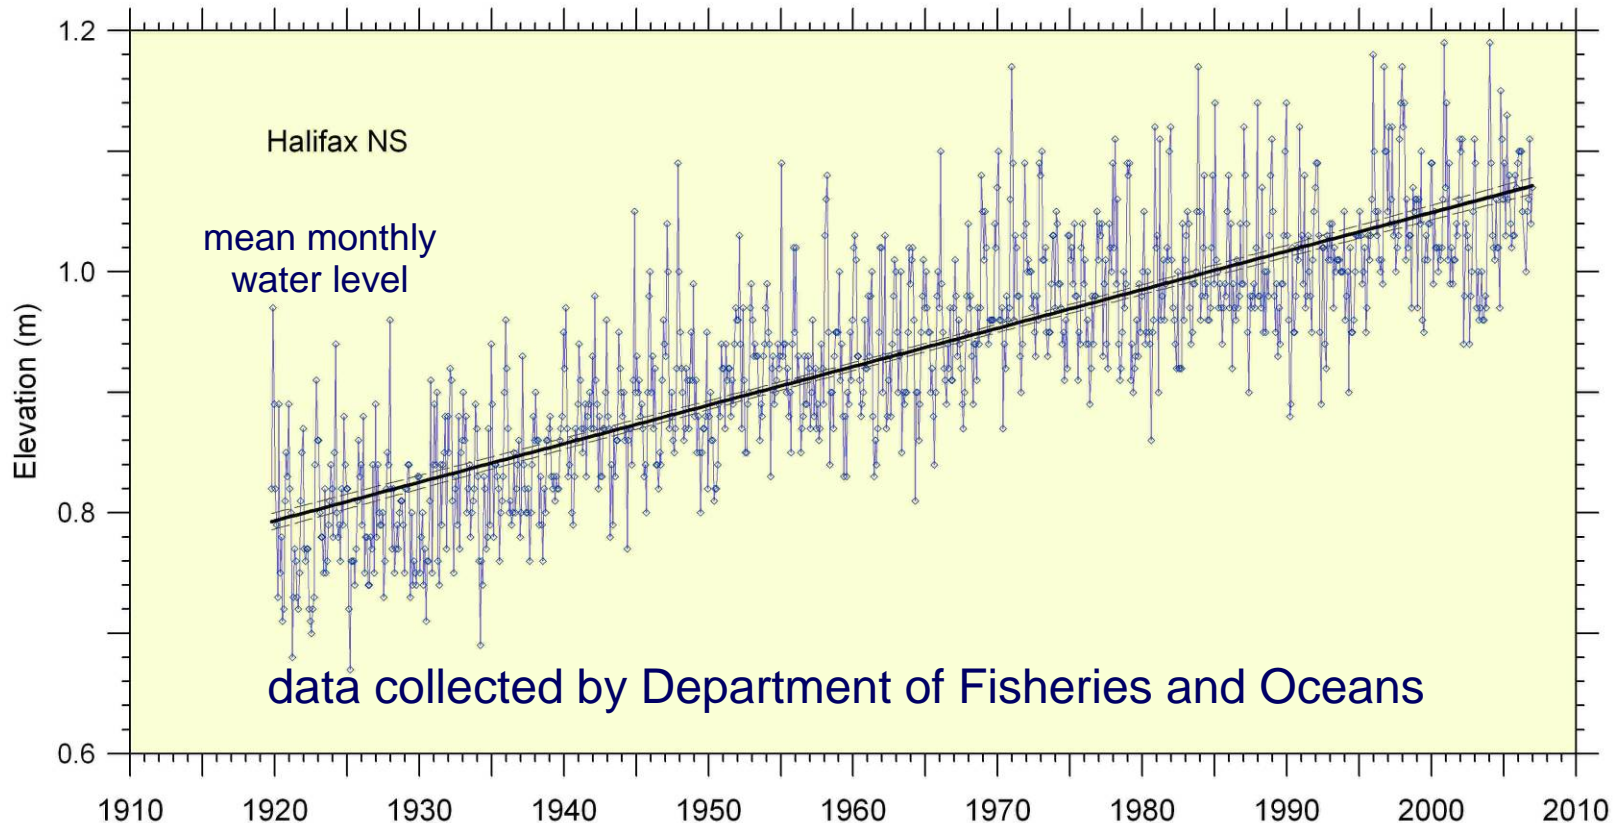 1.2
Halifax NS
mean monthly
water level
1.0
Elevation (m)
0.8
data collected by Department of Fisheries and Oceans
0.6
1910 1920 1930 1940 1950 1960 1970 1980 1990 2000 2010